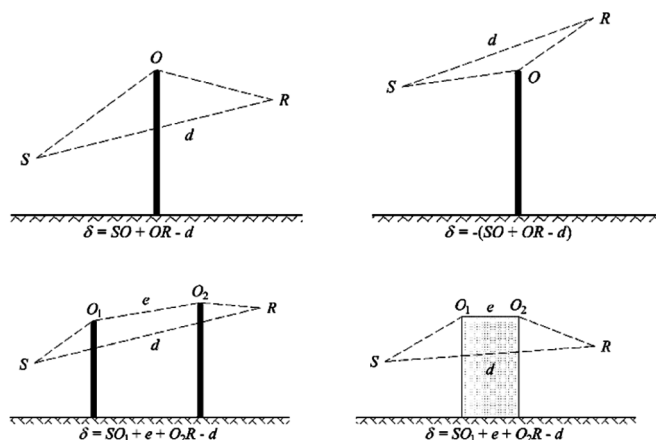 O
S
d
R
δ = SO + OR - d
R
d
S
O
δ = -(SO + OR - d)
O₁
e
O₂
R
S
d
δ = SO₁ + e + O₂R - d
O₁
e
O₂
R
S
d
δ = SO₁ + e + O₂R - d